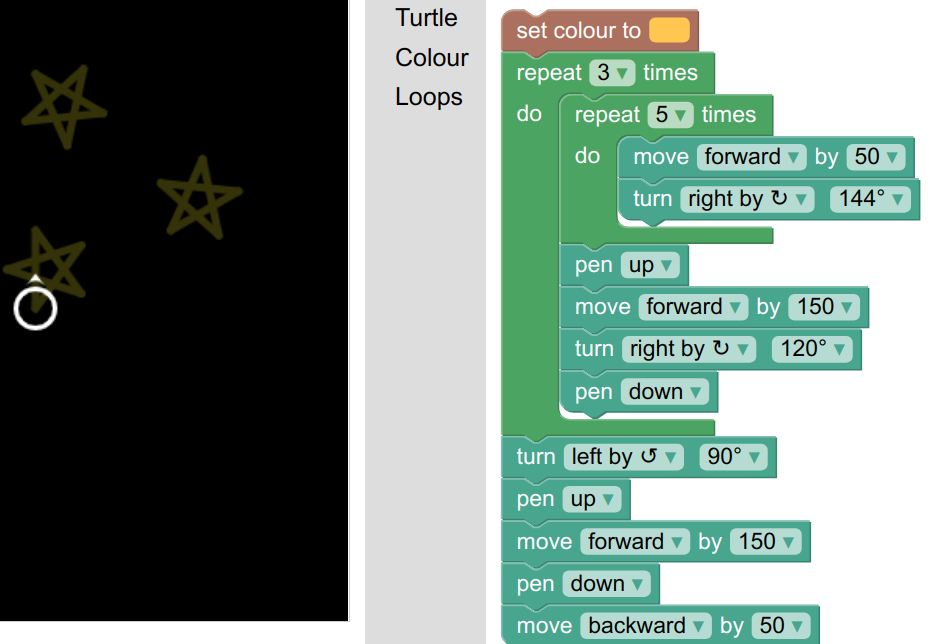 Turtle
Colour
Loops
set colour to
repeat 3 ▾ times
do repeat 5 ▾ times
do move forward ▾ by 50 ▾
turn right by ↻ ▾ 144° ▾
pen up ▾
move forward ▾ by 150 ▾
turn right by ↻ ▾ 120° ▾
pen down ▾
turn left by ↺ ▾ 90° ▾
pen up ▾
move forward ▾ by 150 ▾
pen down ▾
move backward ▾ by 50 ▾